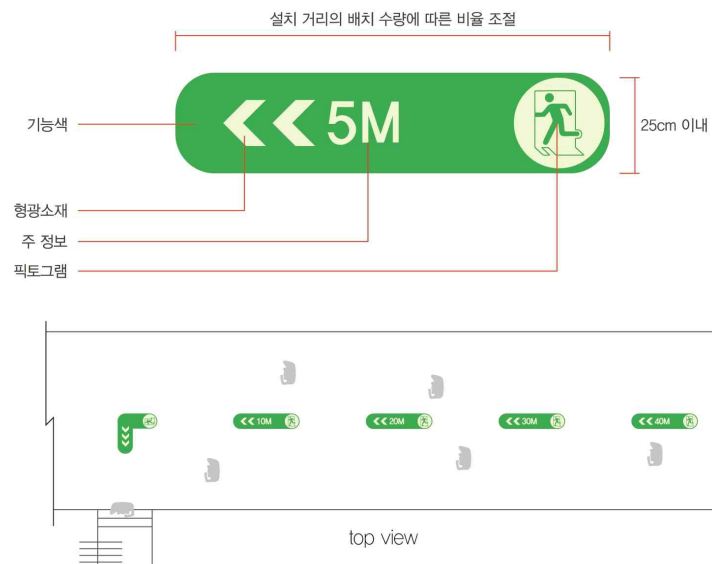 설치 거리의 배치 수량에 따른 비율 조절
기능색
5M
25cm 이내
형광소재
주 정보
픽토그램
10M
20M
30M
40M
top view